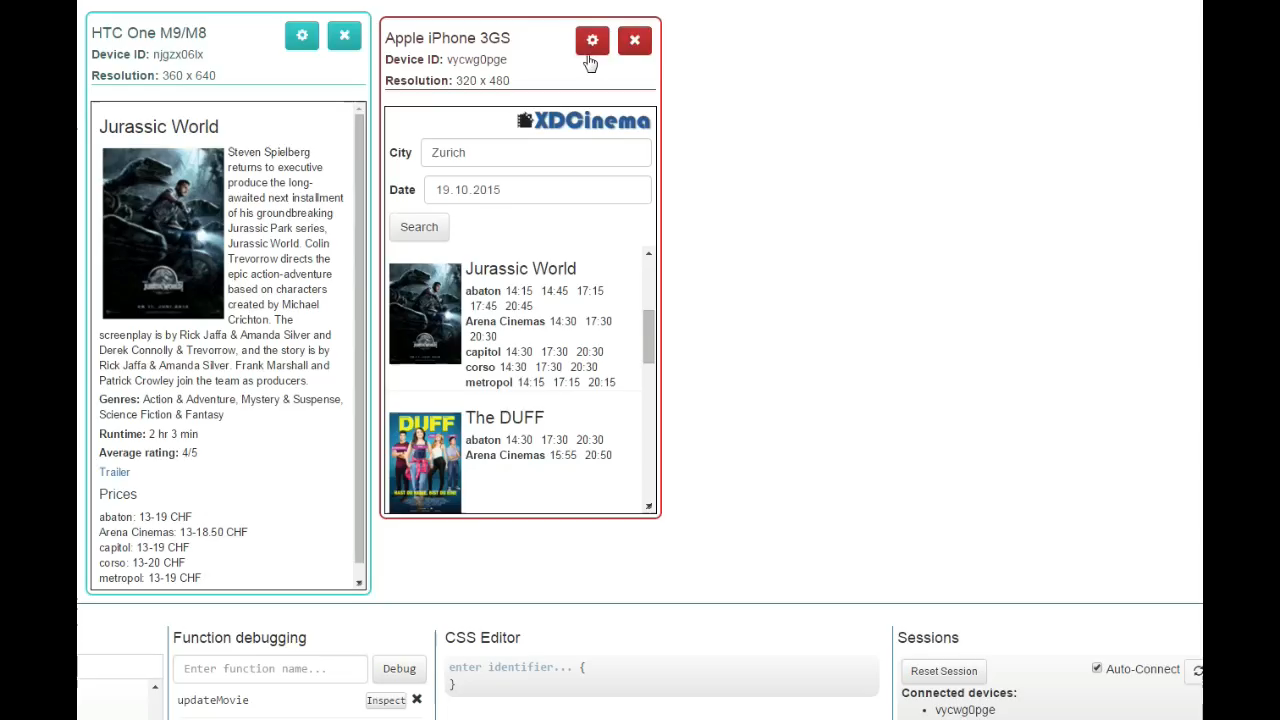 HTC One M9/M8
Device ID: njgzx06lx
Resolution: 360 x 640
Jurassic World
Steven Spielberg
returns to executive
produce the long-
awaited next installment
of his groundbreaking
Jurassic Park series,
Jurassic World. Colin
Trevorrow directs the
epic action-adventure
based on characters
created by Michael
Crichton. The
screenplay is by Rick Jaffa & Amanda Silver and
Derek Connolly & Trevorrow, and the story is by
Rick Jaffa & Amanda Silver. Frank Marshall and
Patrick Crowley join the team as producers.
Genres: Action & Adventure, Mystery & Suspense,
Science Fiction & Fantasy
Runtime: 2 hr 3 min
Average rating: 4/5
Trailer
Prices
abaton: 13-19 CHF
Arena Cinemas: 13-18.50 CHF
capitol: 13-19 CHF
corso: 13-20 CHF
metropol: 13-19 CHF
Apple iPhone 3GS
Device ID: vycwg0pge
Resolution: 320 x 480
XDCinema
City Zurich
Date 19.10.2015
Search
Jurassic World
abaton 14:15 14:45 17:15
17:45 20:45
Arena Cinemas 14:30 17:30
20:30
capitol 14:30 17:30 20:30
corso 14:30 17:30 20:30
metropol 14:15 17:15 20:15
DUFF
The DUFF
abaton 14:30 17:30 20:30
Arena Cinemas 15:55 20:50
Function debugging
Enter function name... Debug
updateMovie Inspect
CSS Editor
enter identifier... {
}
Sessions
Reset Session Auto-Connect
Connected devices:
vycwg0pge